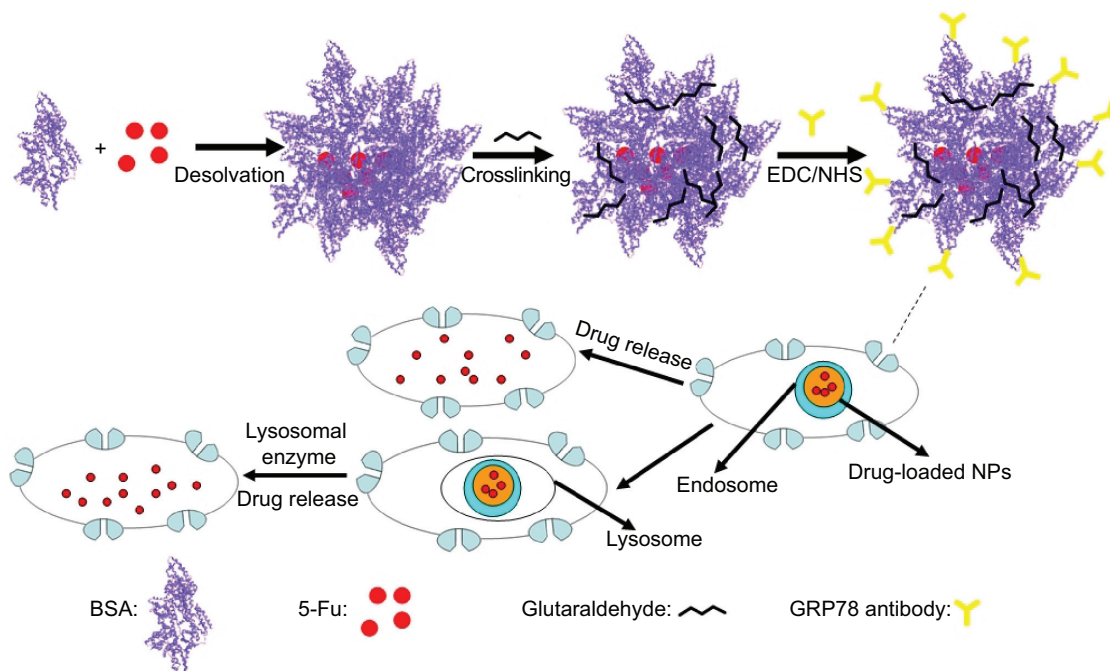 +
Desolvation
Crosslinking
EDC/NHS
Drug release
Lysosomal
enzyme
Drug release
Endosome
Drug-loaded NPs
Lysosome
BSA:
5-Fu:
Glutaraldehyde:
GRP78 antibody: